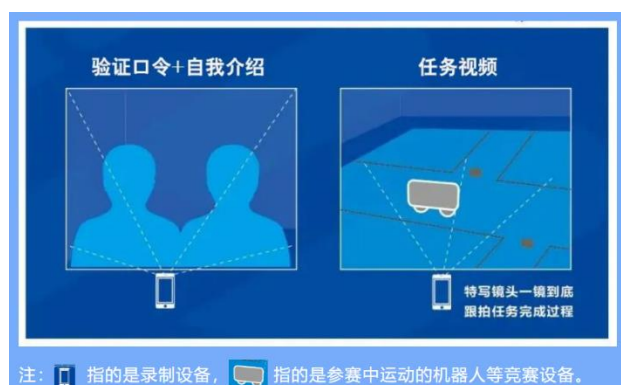 验证口令+自我介绍
任务视频
特写镜头一镜到底
跟拍任务完成过程
注： 指的是录制设备， 指的是参赛中运动的机器人等竞赛设备。